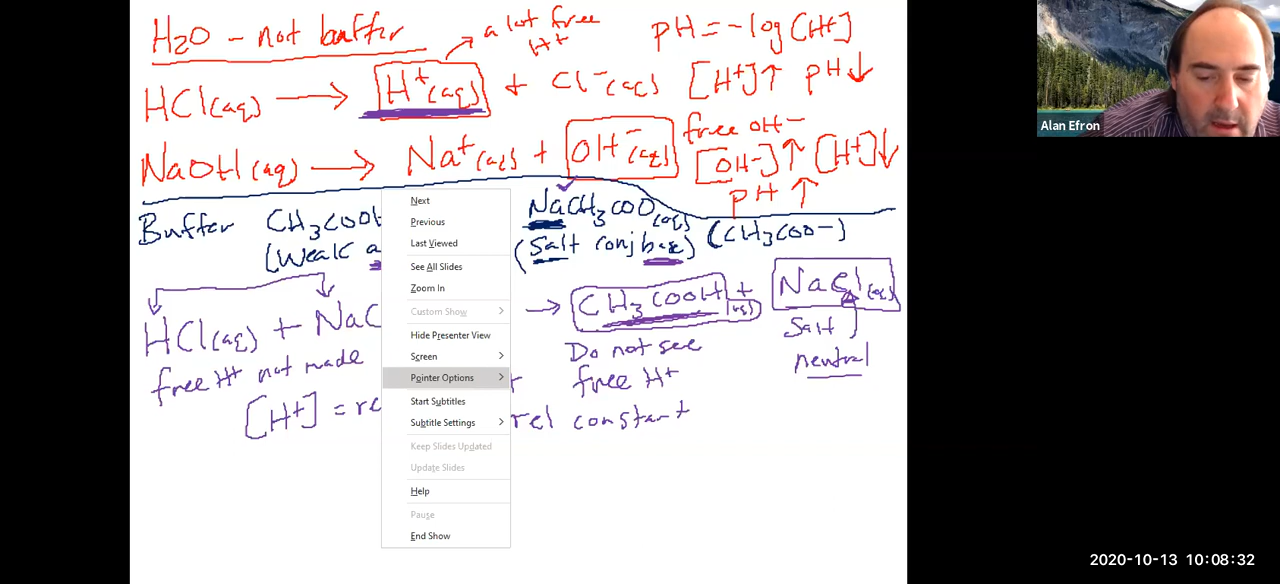 H2O - not buffer
a lot free H+
pH = -log[H+]
HCl(aq) → H+(aq) + Cl-(aq) [H+]↑ pH↓
NaOH(aq) → Na+(aq) + OH-(aq)
free OH-
[OH-]↑ [H+]↓
pH ↑
Buffer CH3COO NaCH3COO(aq)
(Weak a (Salt conj base) (CH3COO-)
HCl(aq) + NaC → CH3COOH(aq) + NaCl(aq)
free H+ not made
Do not see
free H+
Salt
neutral
[H+] = re rel constant
Next
Previous
Last Viewed
See All Slides
Zoom In
Custom Show
Hide Presenter View
Screen
Pointer Options
Start Subtitles
Subtitle Settings
Keep Slides Updated
Update Slides
Help
Pause
End Show
Alan Efron
2020-10-13 10:08:32